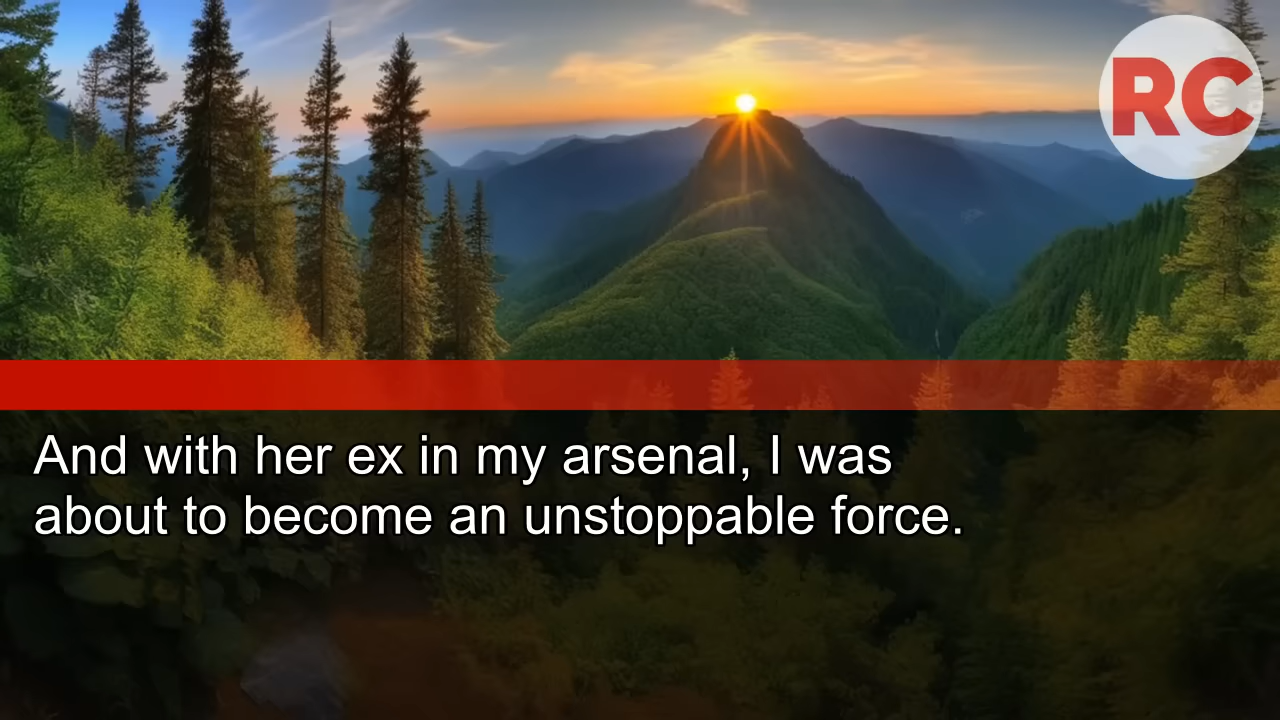 RC
And with her ex in my arsenal, I was
about to become an unstoppable force.